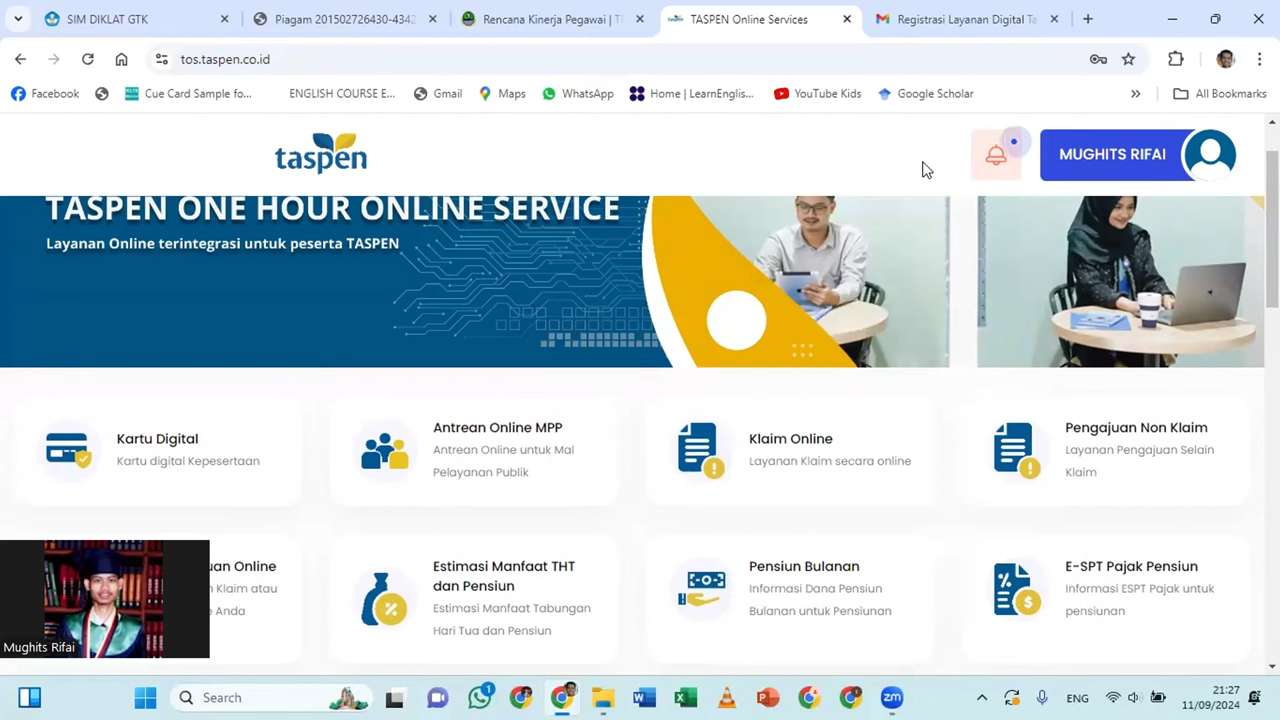 SIM DIKLAT GTK
Piagam 201502726430-4342
Rencana Kinerja Pegawai | TP
TASPEN Online Services
Registrasi Layanan Digital Ta
tos.taspen.co.id
Facebook
Cue Card Sample fo...
ENGLISH COURSE E...
Gmail
Maps
WhatsApp
Home | LearnEnglis...
YouTube Kids
Google Scholar
All Bookmarks
taspen
MUGHITS RIFAI
TASPEN ONE HOUR ONLINE SERVICE
Layanan Online terintegrasi untuk peserta TASPEN
Kartu Digital
Kartu digital Kepesertaan
Antrean Online MPP
Antrean Online untuk Mal
Pelayanan Publik
Klaim Online
Layanan Klaim secara online
Pengajuan Non Klaim
Layanan Pengajuan Selain
Klaim
uan Online
n Klaim atau
e Anda
Estimasi Manfaat THT
dan Pensiun
Estimasi Manfaat Tabungan
Hari Tua dan Pensiun
Pensiun Bulanan
Informasi Dana Pensiun
Bulanan untuk Pensiunan
E-SPT Pajak Pensiun
Informasi ESPT Pajak untuk
pensiunan
Mughits Rifai
Search
1
ENG
21:27
11/09/2024